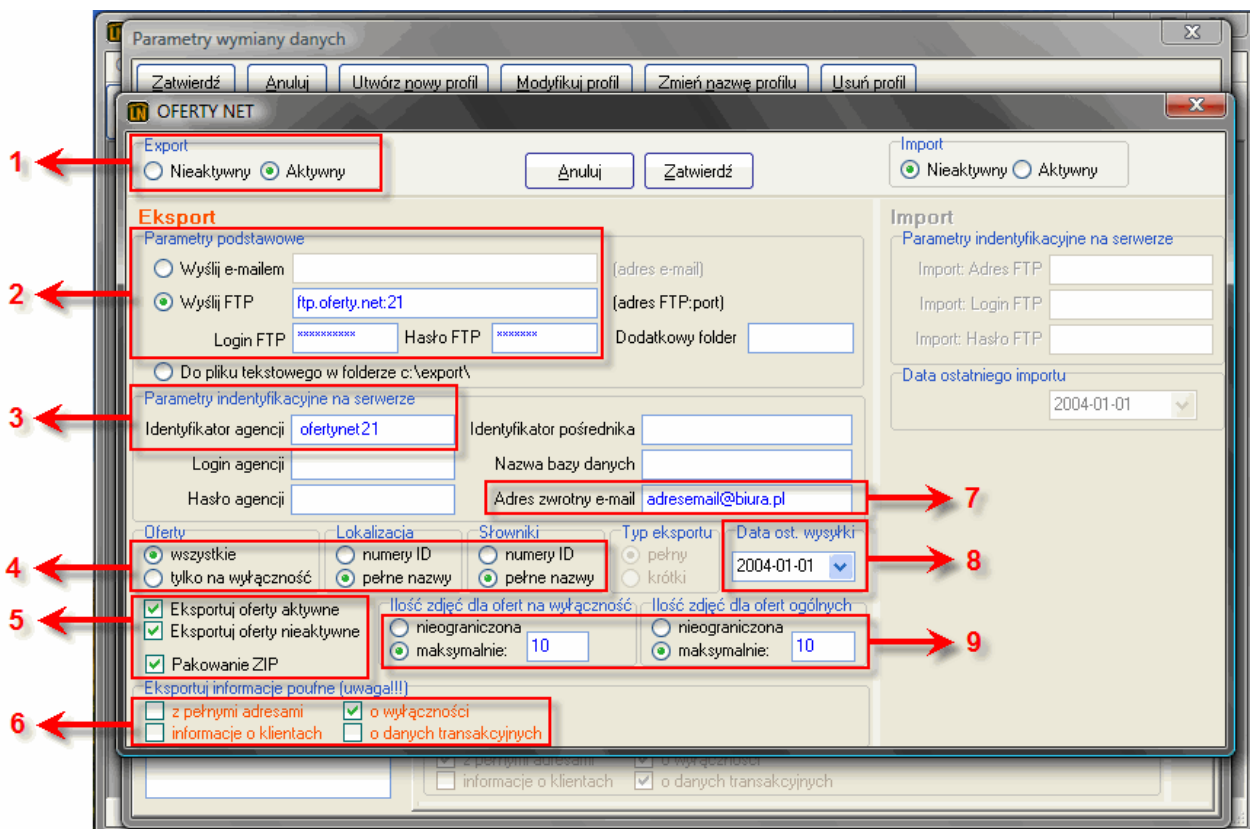 Parametry wymiany danych
Zatwierdź Anuluj Utwórz nowy profil Modyfikuj profil Zmień nazwę profilu Usuń profil
OFERTY NET
1 Export Import
Nieaktywny Aktywny Anuluj Zatwierdź Nieaktywny Aktywny
Eksport Import
Parametry podstawowe Parametry indentyfikacyjne na serwerze
Wyślij e-mailem (adres e-mail) Import: Adres FTP
2 Wyślij FTP ftp.oferty.net:21 (adres FTP:port) Import: Login FTP
Login FTP ********** Hasło FTP ******* Dodatkowy folder Import: Hasło FTP
Do pliku tekstowego w folderze c:\export\ Data ostatniego importu
Parametry indentyfikacyjne na serwerze 2004-01-01
3 Identyfikator agencji ofertynet21 Identyfikator pośrednika
Login agencji Nazwa bazy danych
Hasło agencji Adres zwrotny e-mail adresemail@biura.pl 7
Oferty Lokalizacja Słowniki Typ eksportu Data ost. wysyłki
wszystkie numery ID numery ID pełny 2004-01-01 8
4 tylko na wyłączność pełne nazwy pełne nazwy krótki
5 Eksportuj oferty aktywne Ilość zdjęć dla ofert na wyłączność Ilość zdjęć dla ofert ogólnych
Eksportuj oferty nieaktywne nieograniczona nieograniczona
Pakowanie ZIP maksymalnie: 10 maksymalnie: 10 9
Eksportuj informacje poufne (uwaga!!!)
z pełnymi adresami o wyłączności
6 informacje o klientach o danych transakcyjnych
z pełnymi adresami o wyłączności
informacje o klientach o danych transakcyjnych